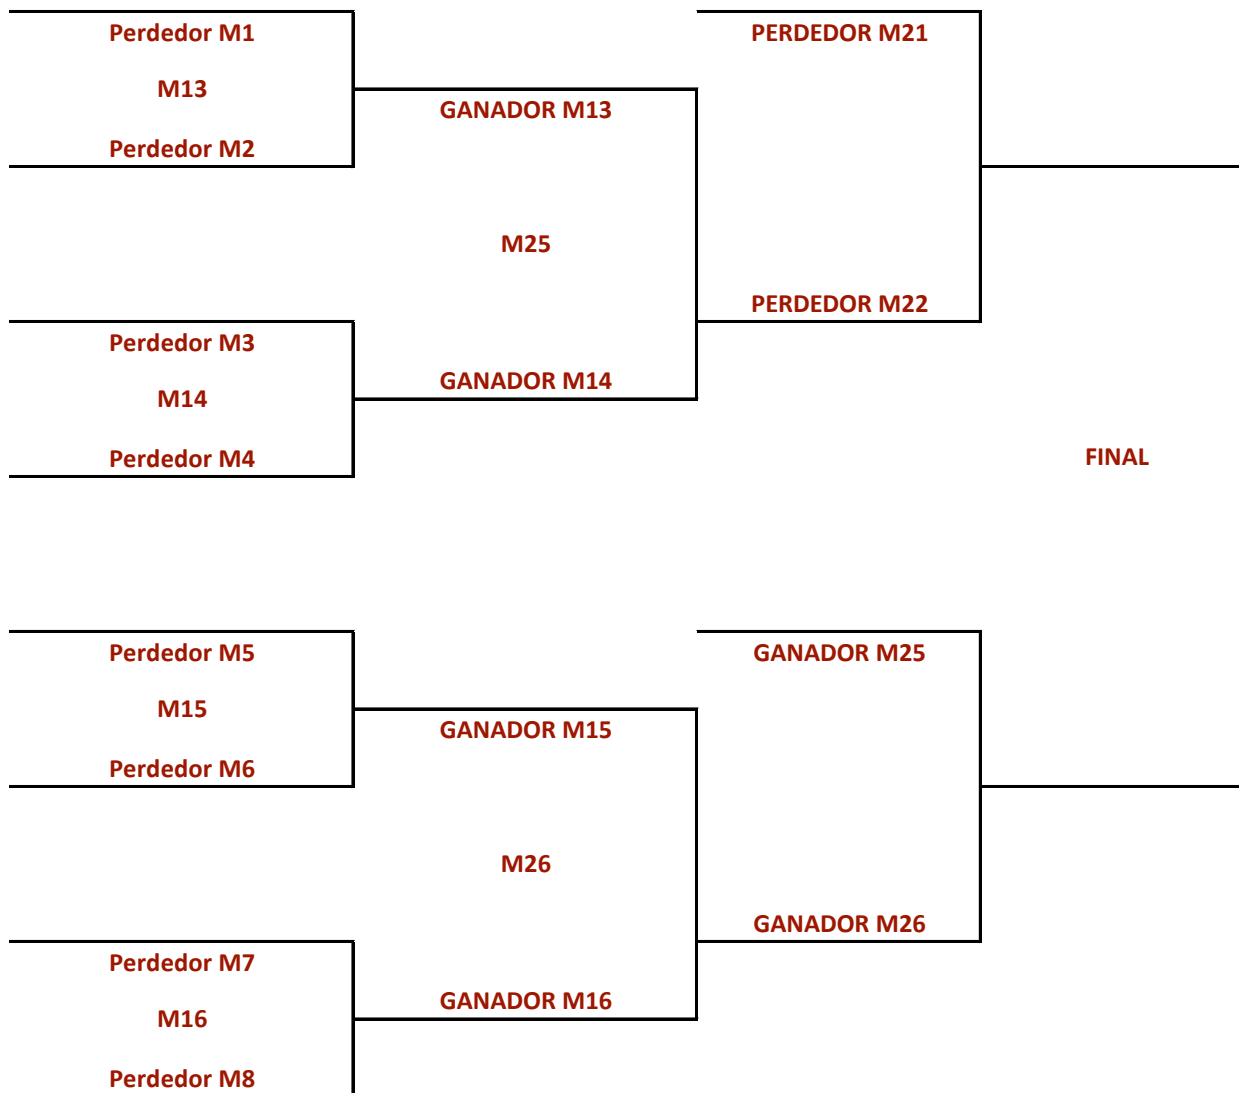 Perdedor M1
M13
Perdedor M2
GANADOR M13
M25
GANADOR M14
Perdedor M3
M14
Perdedor M4
PERDEDOR M21
PERDEDOR M22
FINAL
Perdedor M5
M15
Perdedor M6
GANADOR M15
M26
GANADOR M16
Perdedor M7
M16
Perdedor M8
GANADOR M25
GANADOR M26